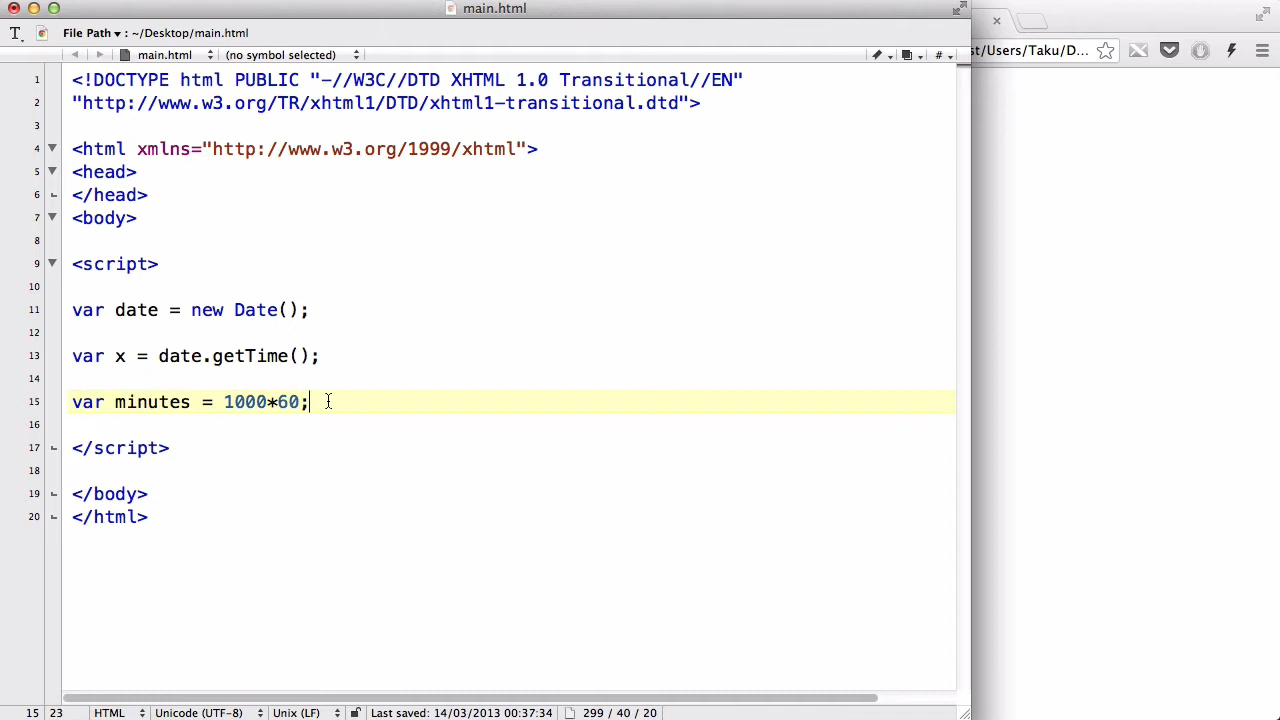 main.html
st/Users/Taku/D...
File Path : ~/Desktop/main.html
main.html (no symbol selected) #
1 <!DOCTYPE html PUBLIC "-//W3C//DTD XHTML 1.0 Transitional//EN"
2 "http://www.w3.org/TR/xhtml1/DTD/xhtml1-transitional.dtd">
3
4 <html xmlns="http://www.w3.org/1999/xhtml">
5 <head>
6 </head>
7 <body>
8
9 <script>
10
11 var date = new Date();
12
13 var x = date.getTime();
14
15 var minutes = 1000*60;
16
17 </script>
18
19 </body>
20 </html>
15 23 HTML Unicode (UTF-8) Unix (LF) Last saved: 14/03/2013 00:37:34 299 / 40 / 20